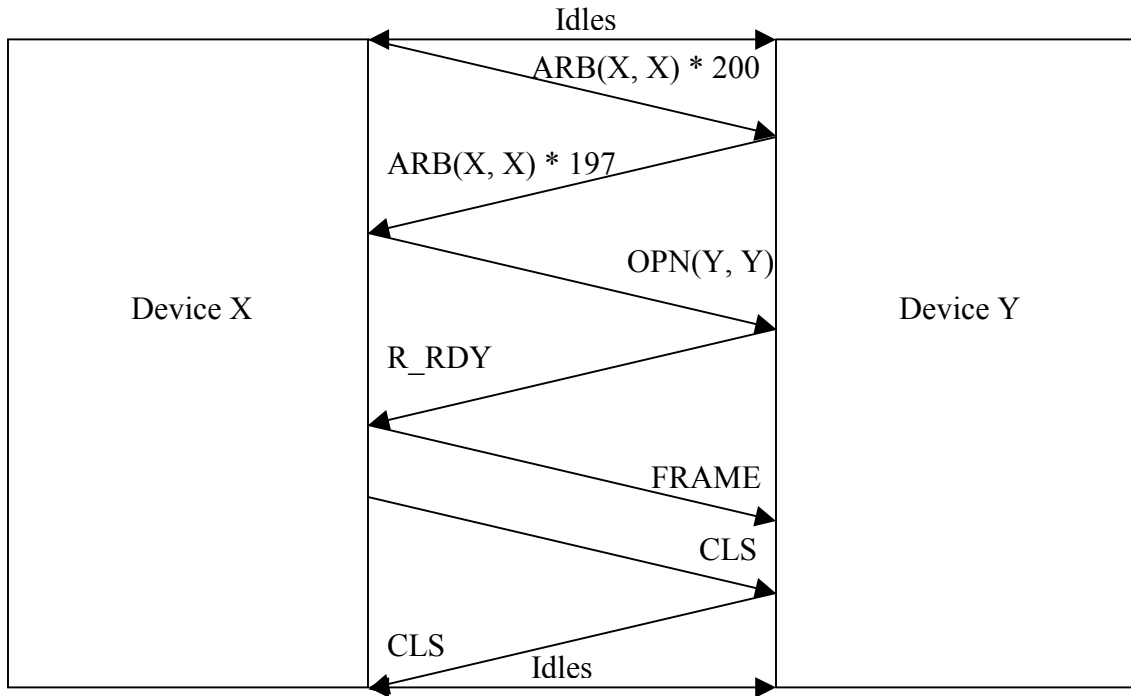 Idles
ARB(X, X) * 200
ARB(X, X) * 197
OPN(Y, Y)
Device X
Device Y
R_RDY
FRAME
CLS
CLS
Idles